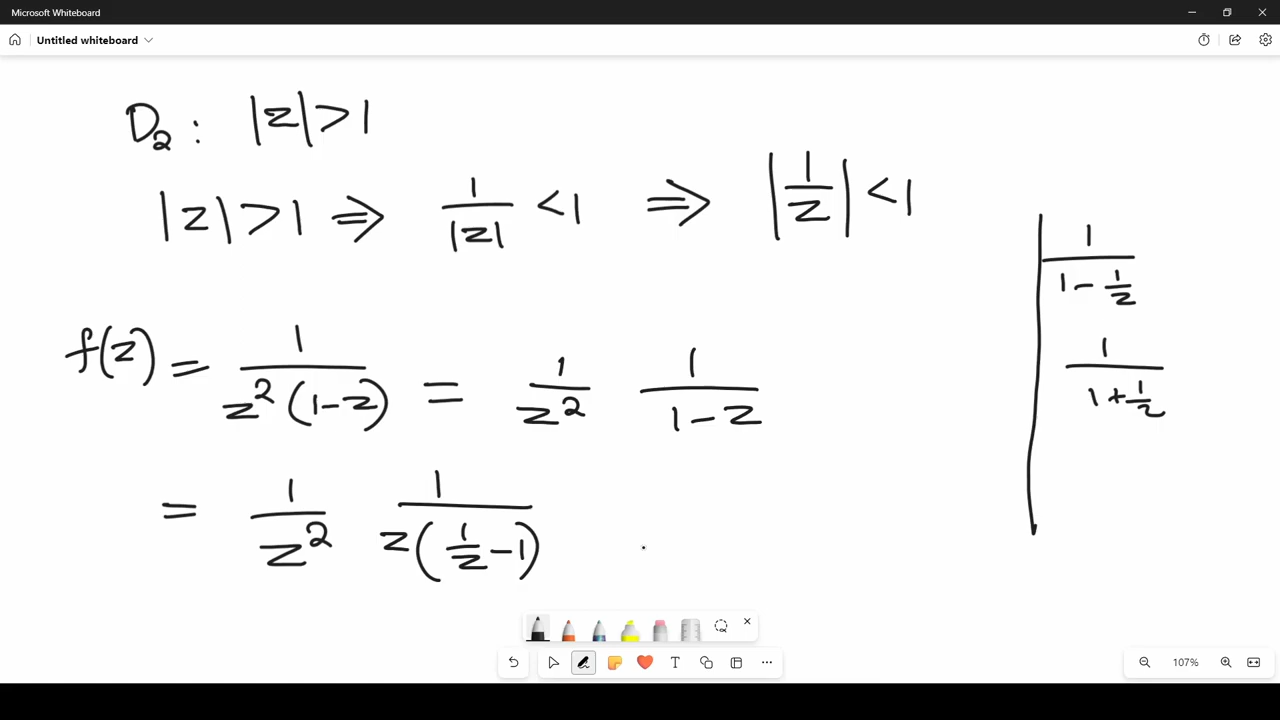 Microsoft Whiteboard
Untitled whiteboard
D₂ : |z| > 1
|z| > 1 ⇒ 1/|z| < 1 ⇒ |1/z| < 1
f(z) = 1/(z²(1-z)) = 1/z² 1/(1-z)
= 1/z² 1/(z(1/z - 1))
1/(1 - 1/z)
1/(1 + 1/z)
T
107%